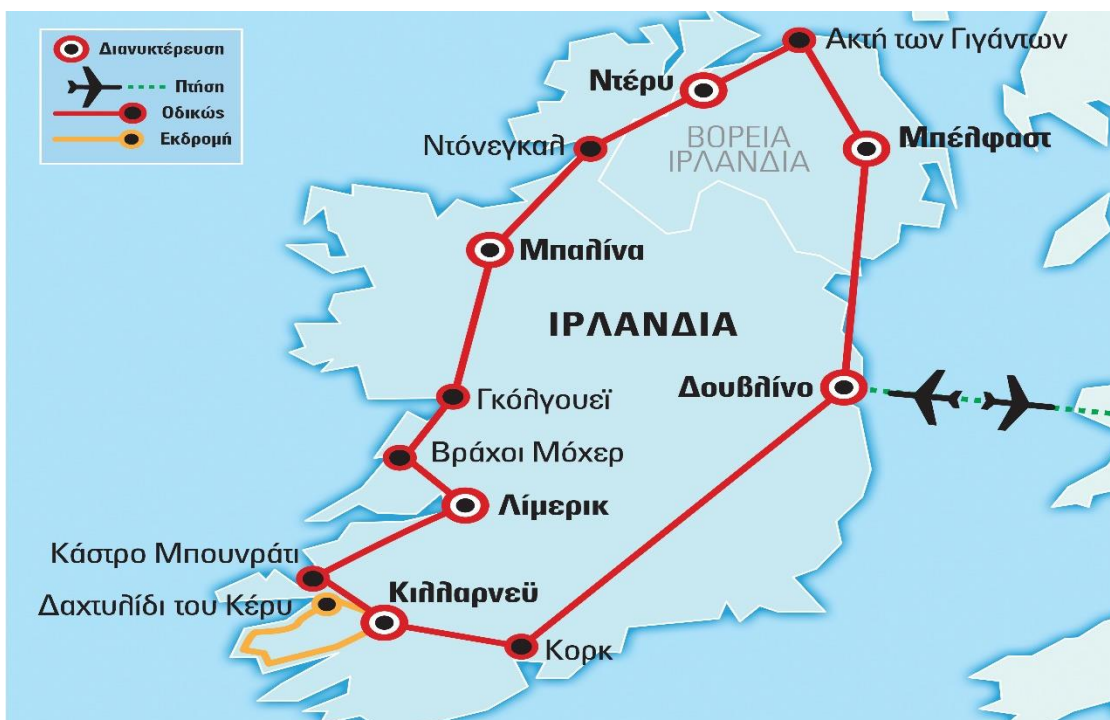 Διανυκτέρευση
Πτήση
Οδικώς
Εκδρομή
Ακτή των Γιγάντων
Ντέρυ
Ντόνεγκαλ
ΒΟΡΕΙΑ
ΙΡΛΑΝΔΙΑ
Μπέλφαστ
Μπαλίνα
ΙΡΛΑΝΔΙΑ
Δουβλίνο
Γκόλγουεϊ
Βράχοι Μόχερ
Λίμερικ
Κάστρο Μπουνράτι
Δαχτυλίδι του Κέρυ
Κιλλαρνεϋ
Κορκ